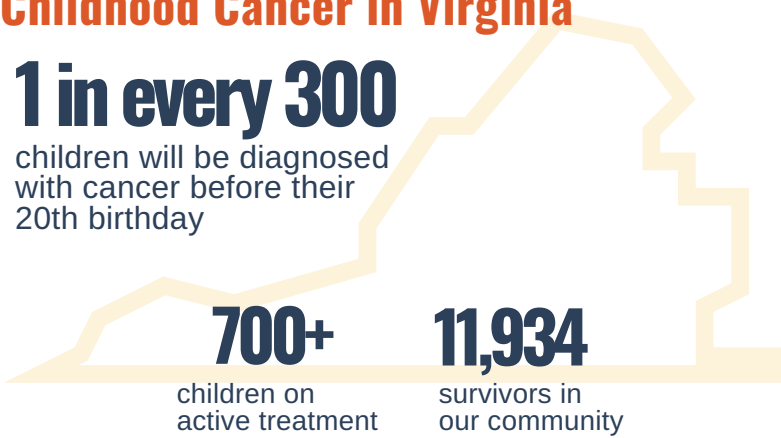 Childhood Cancer in Virginia
1 in every 300
children will be diagnosed
with cancer before their
20th birthday
700+
children on
active treatment
11,934
survivors in
our community